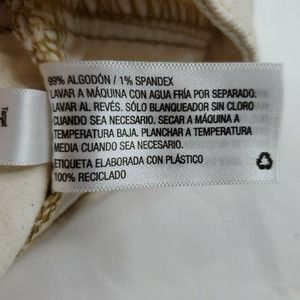 99% ALGODÓN / 1% SPANDEX
LAVAR A MÁQUINA CON AGUA FRÍA POR SEPARADO.
LAVAR AL REVÉS. SÓLO BLANQUEADOR SIN CLORO
CUANDO SEA NECESARIO. SECAR A MÁQUINA A
TEMPERATURA BAJA. PLANCHAR A TEMPERATURA
MEDIA CUANDO SEA NECESARIO.
ETIQUETA ELABORADA CON PLÁSTICO
100% RECICLADO
Target